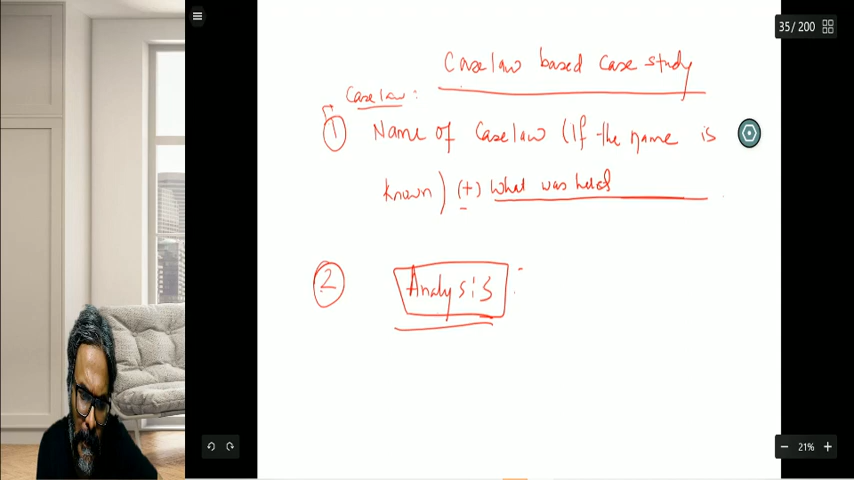 35/ 200
Caselaw based case study
Caselaw :
1 Name of Caselaw (If the name is
known) (+) What was held
2 Analysis :
21%